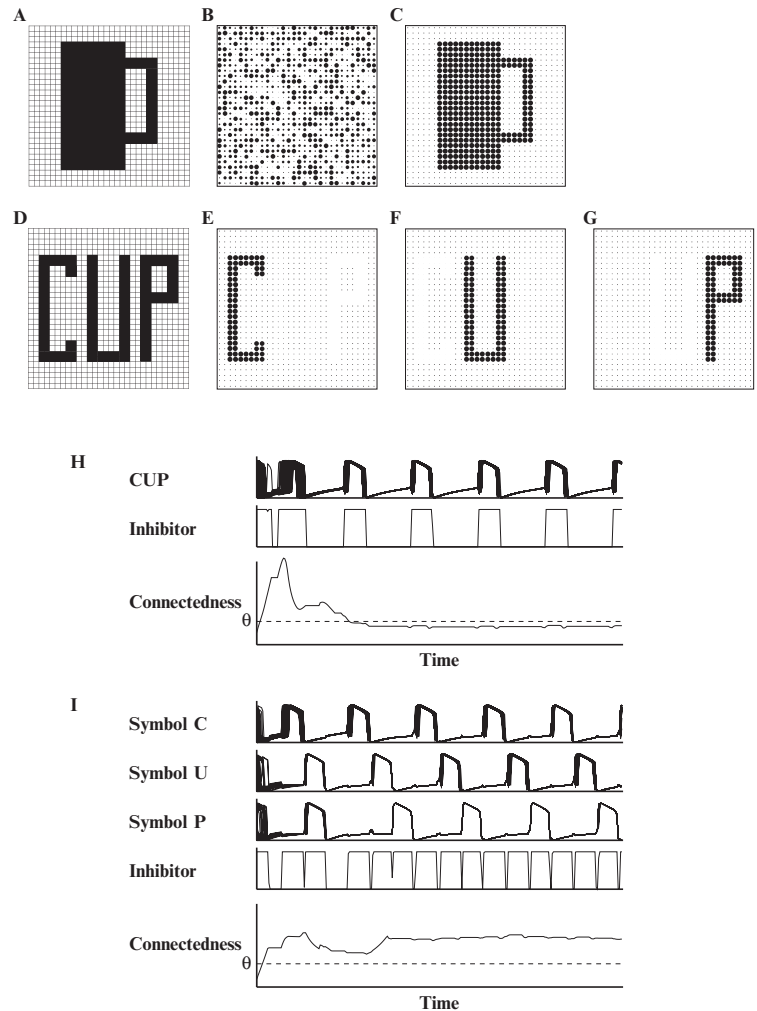 A B C
D E F G
CUP
H
CUP
Inhibitor
Connectedness
θ
Time
I
Symbol C
Symbol U
Symbol P
Inhibitor
Connectedness
θ
Time